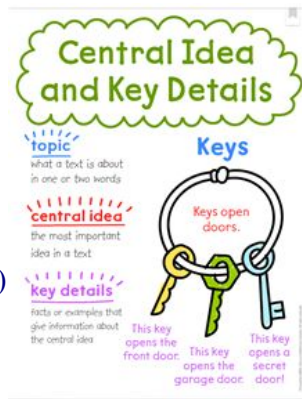 Central Idea
and Key Details
topic
what a text is about
in one or two words
central idea
the most important
idea in a text
key details
facts or examples that
give information about
the central idea
Keys
Keys open
doors.
This key
opens the
front door.
This key
opens the
garage door.
This key
opens a
secret
door!
)